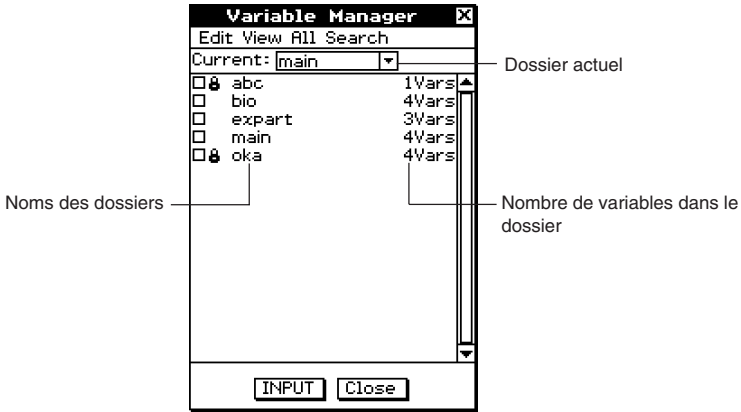 Variable Manager
Edit View All Search
Current: main
Dossier actuel
abc 1Vars
bio 4Vars
expart 3Vars
main 4Vars
oka 4Vars
Noms des dossiers
Nombre de variables dans le
dossier
INPUT Close